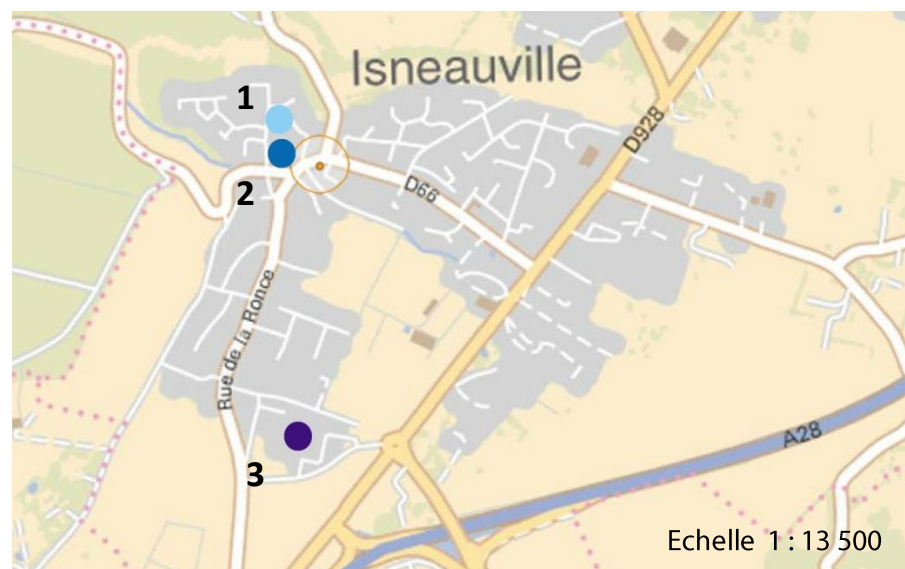 Isneauville
1
D928
2
D66
Rue de la Ronce
3
A28
Echelle 1 : 13 500